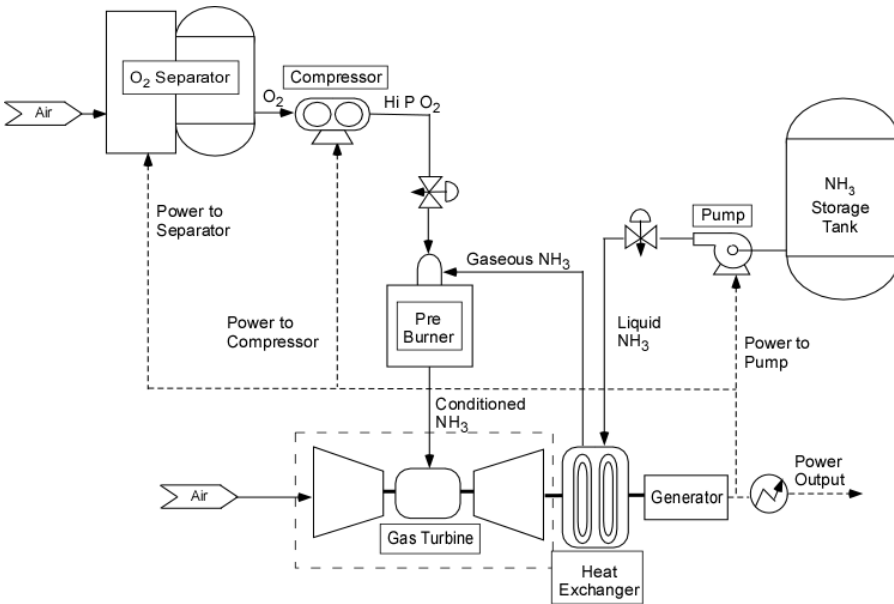 O2 Separator
Compressor
O2
Hi P O2
Air
NH3
Storage
Tank
Pump
Power to
Separator
Gaseous NH3
Pre
Burner
Power to
Compressor
Liquid
NH3
Power to
Pump
Conditioned
NH3
Power
Output
Air
Generator
Gas Turbine
Heat
Exchanger